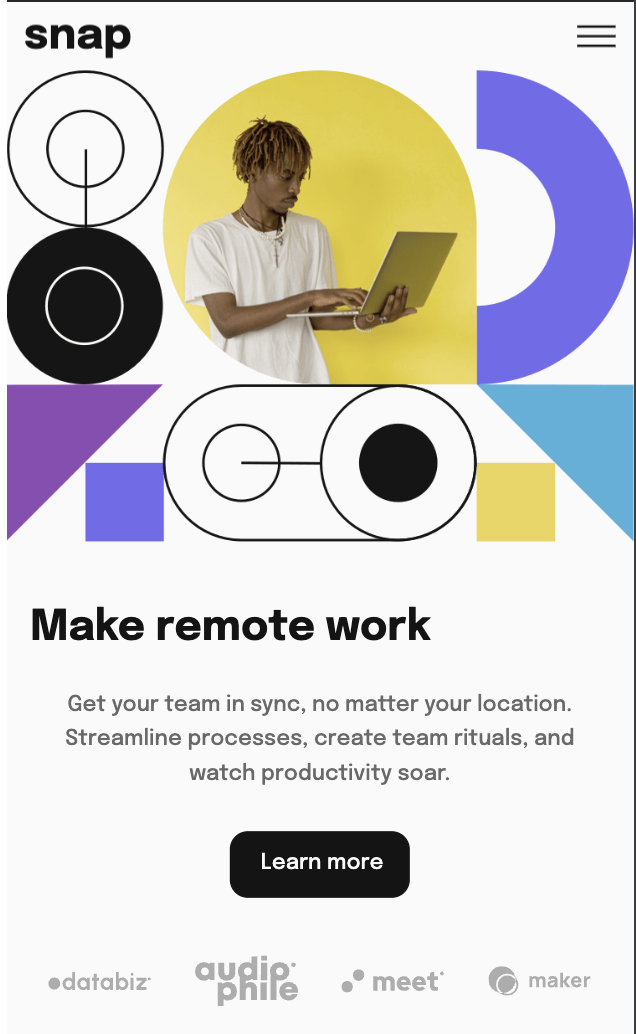 snap
Make remote work
Get your team in sync, no matter your location.
Streamline processes, create team rituals, and
watch productivity soar.
Learn more
databiz
audio
phile
meet
maker